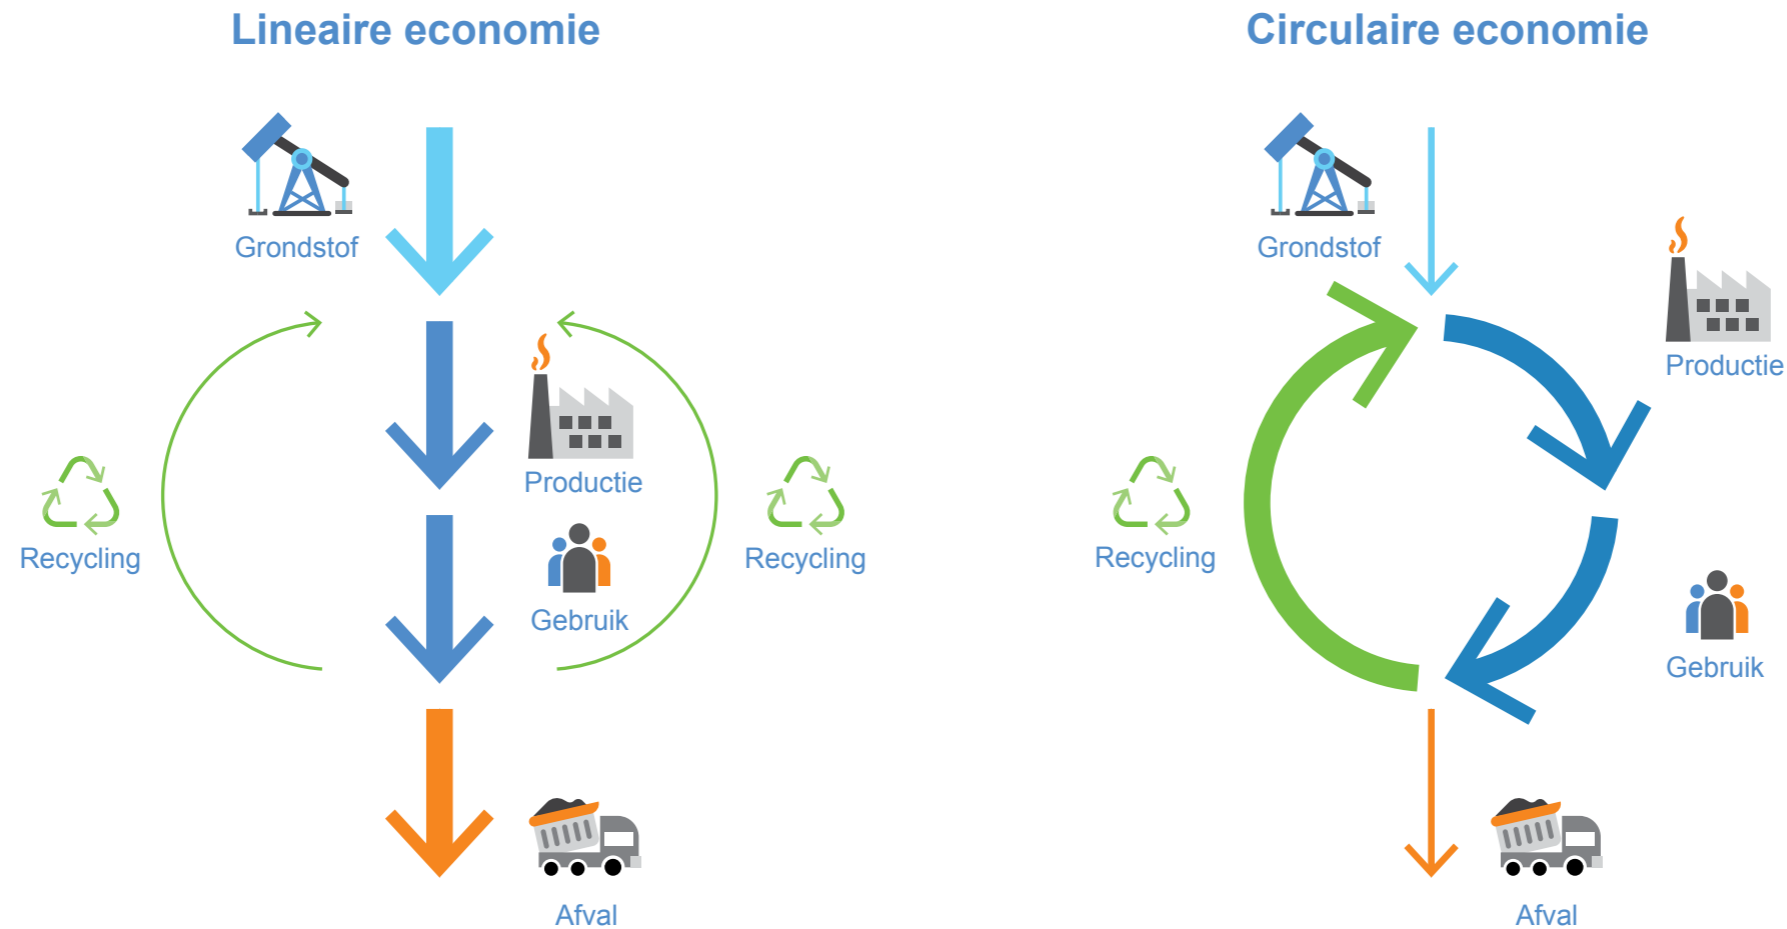 Lineaire economie
Grondstof
Productie
Recycling
Recycling
Gebruik
Afval
Circulaire economie
Grondstof
Productie
Recycling
Gebruik
Afval